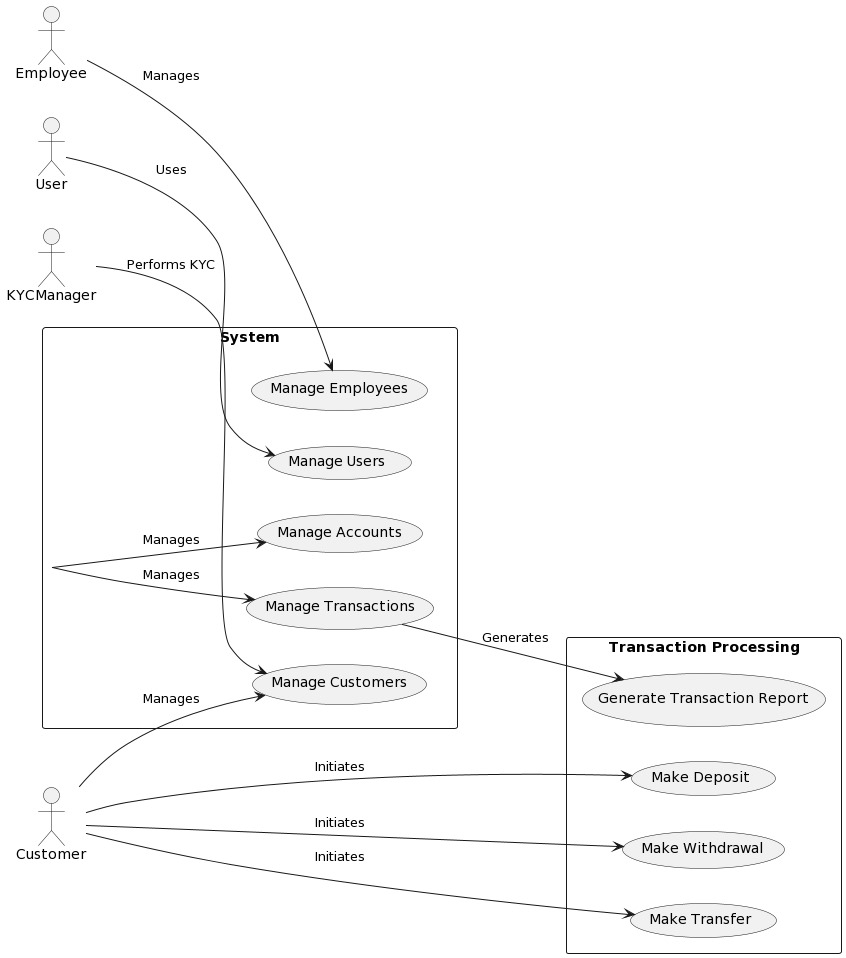 Employee
Manages
User
Uses
KYCManager
Performs KYC
System
Manage Employees
Manage Users
Manages
Manage Accounts
Manages
Manage Transactions
Generates
Transaction Processing
Manage Customers
Manages
Generate Transaction Report
Customer
Initiates
Make Deposit
Initiates
Make Withdrawal
Initiates
Make Transfer